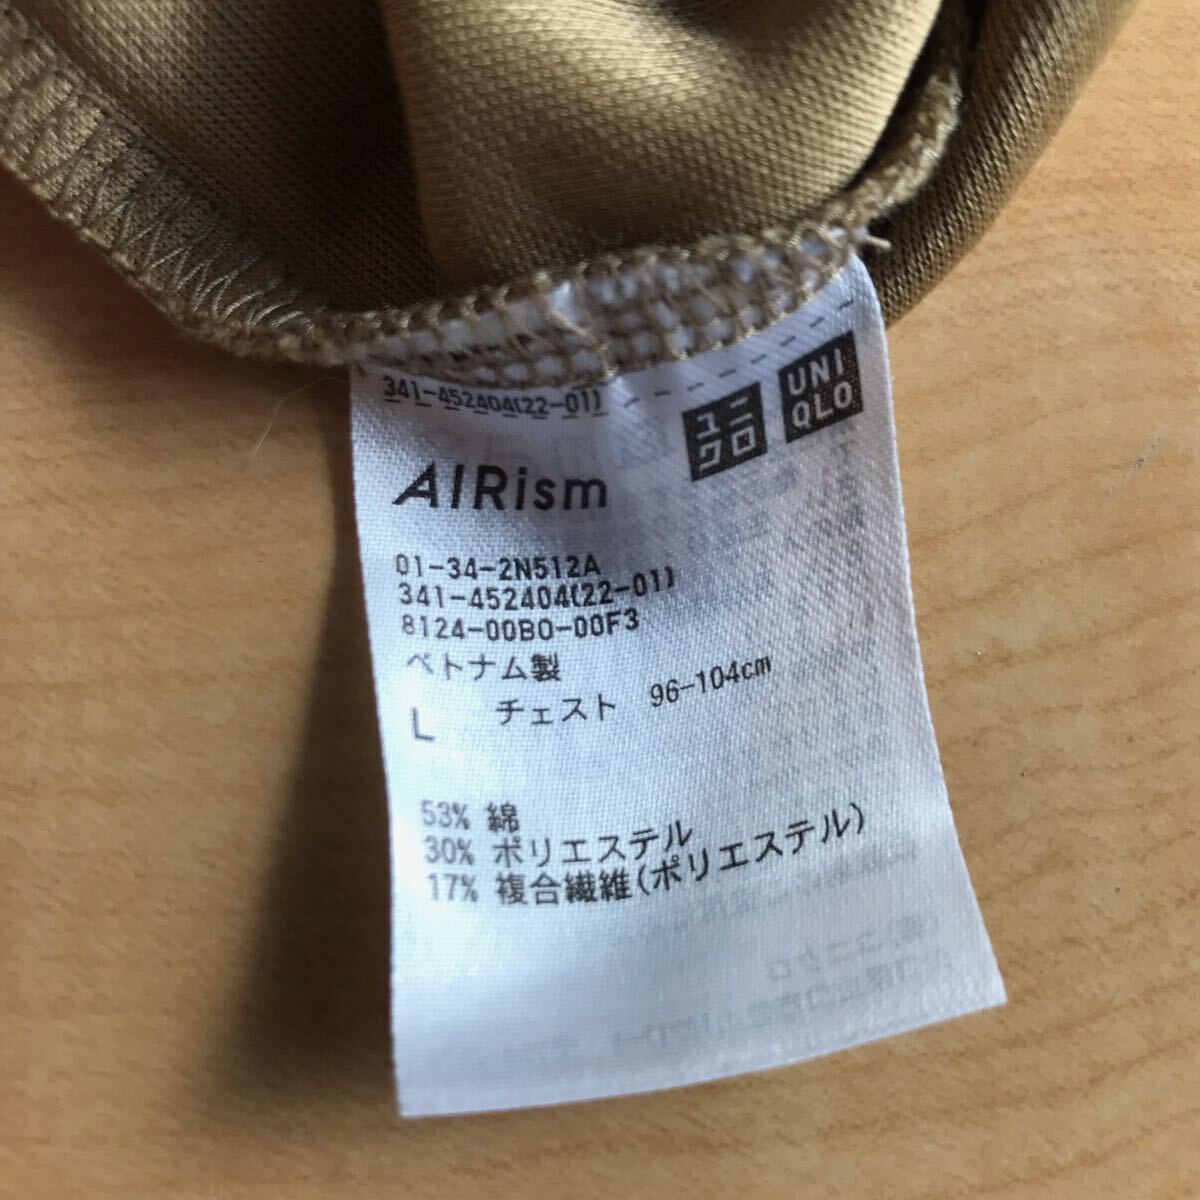 341-452404(22-01)
ユニ
クロ
UNI
QLO
AIRism
01-34-2N512A
341-452404(22-01)
8124-00B0-00F3
ベトナム製
L チェスト 96-104cm
53% 綿
30% ポリエステル
17% 複合繊維(ポリエステル)